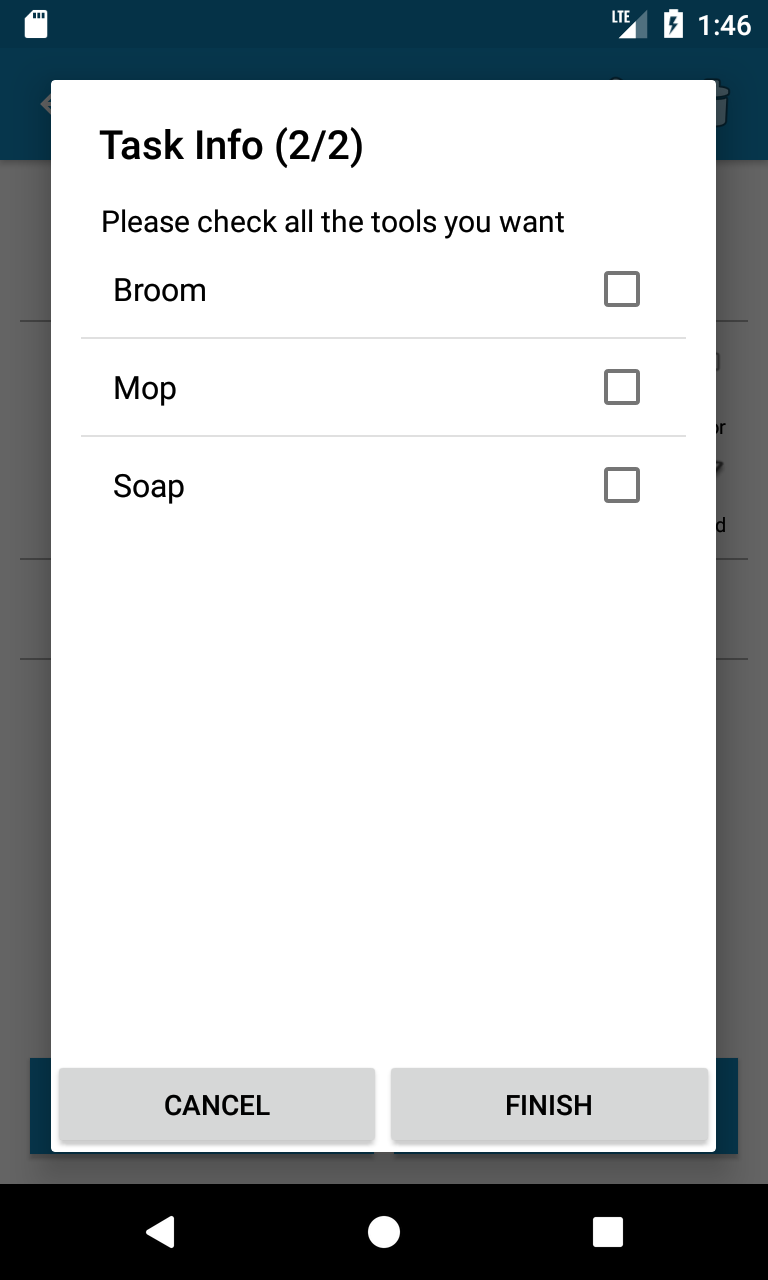 LTE 1:46
Task Info (2/2)
Please check all the tools you want
Broom
Mop
Soap
CANCEL
FINISH